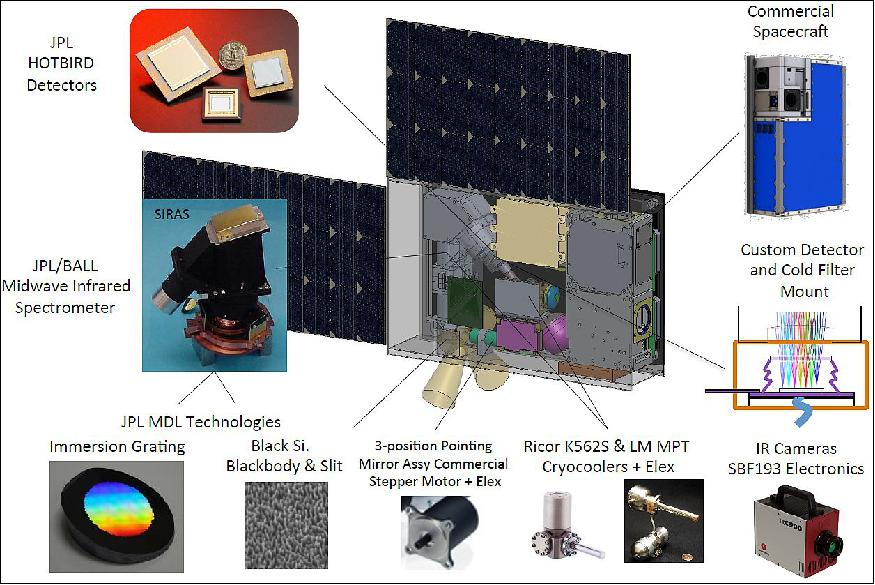 JPL
HOTBIRD
Detectors
Commercial
Spacecraft
SIRAS
JPL/BALL
Midwave Infrared
Spectrometer
Custom Detector
and Cold Filter
Mount
JPL MDL Technologies
Immersion Grating
Black Si.
Blackbody & Slit
3-position Pointing
Mirror Assy Commercial
Stepper Motor + Elex
Ricor K562S & LM MPT
Cryocoolers + Elex
IR Cameras
SBF193 Electronics